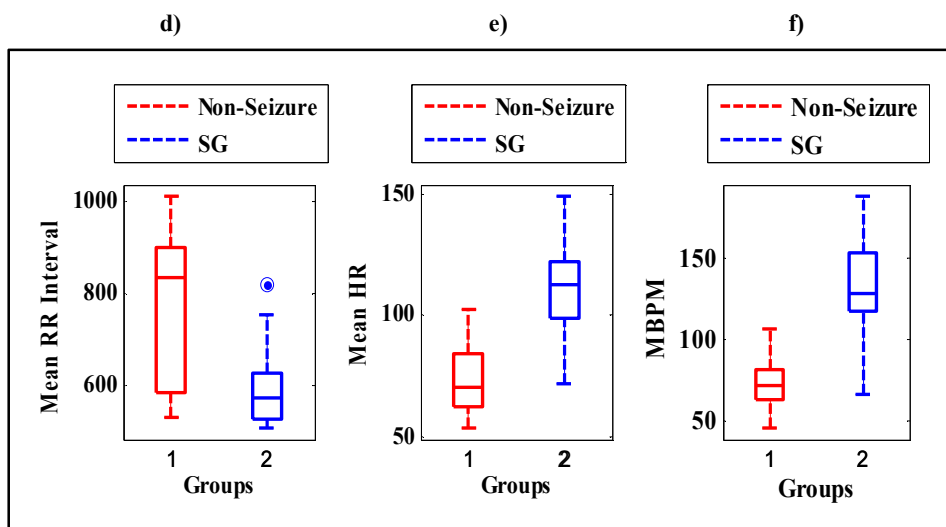 d)
e)
f)
Non-Seizure
SG
Non-Seizure
SG
Non-Seizure
SG
Mean RR Interval
1000
800
600
1
2
Groups
Mean HR
150
100
50
1
2
Groups
MBPM
150
100
50
1
2
Groups